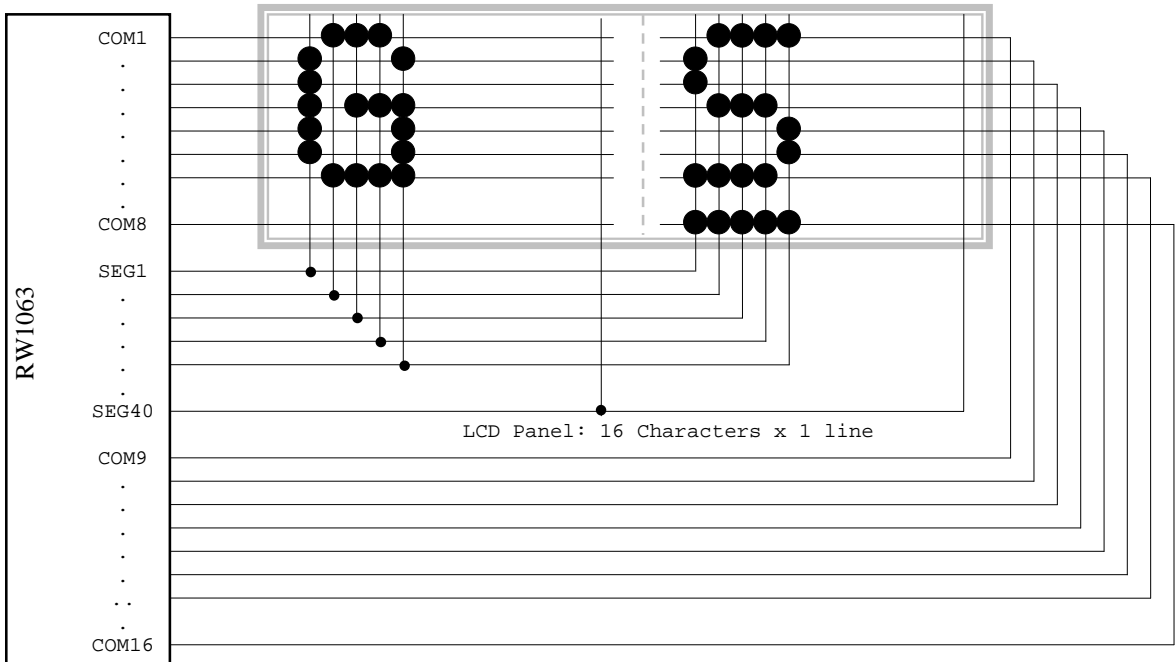 COM1
.
.
.
.
.
.
.
COM8
SEG1
.
.
.
.
.
SEG40
LCD Panel: 16 Characters x 1 line
COM9
.
.
.
.
.
.
. .
.
COM16
RW1063
G S